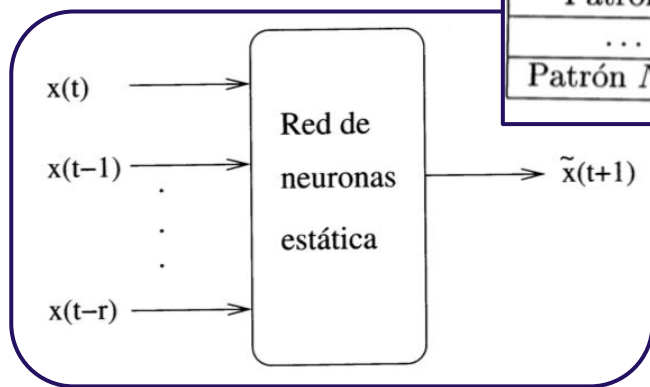 ...
Patrón
x(t)
x(t−1)
x(t−r)
Red de
neuronas
estática
x̃(t+1)